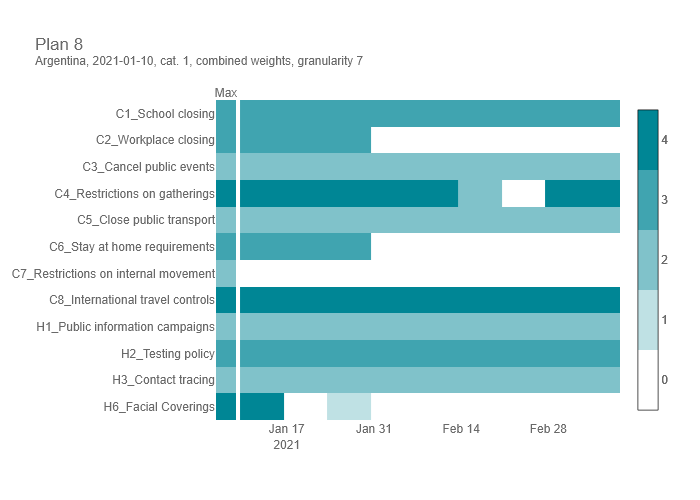 Plan 8
Argentina, 2021-01-10, cat. 1, combined weights, granularity 7
Max
C1_School closing
C2_Workplace closing
C3_Cancel public events
C4_Restrictions on gatherings
C5_Close public transport
C6_Stay at home requirements
C7_Restrictions on internal movement
C8_International travel controls
H1_Public information campaigns
H2_Testing policy
H3_Contact tracing
H6_Facial Coverings
Jan 17 Jan 31 Feb 14 Feb 28
2021
4
3
2
1
0